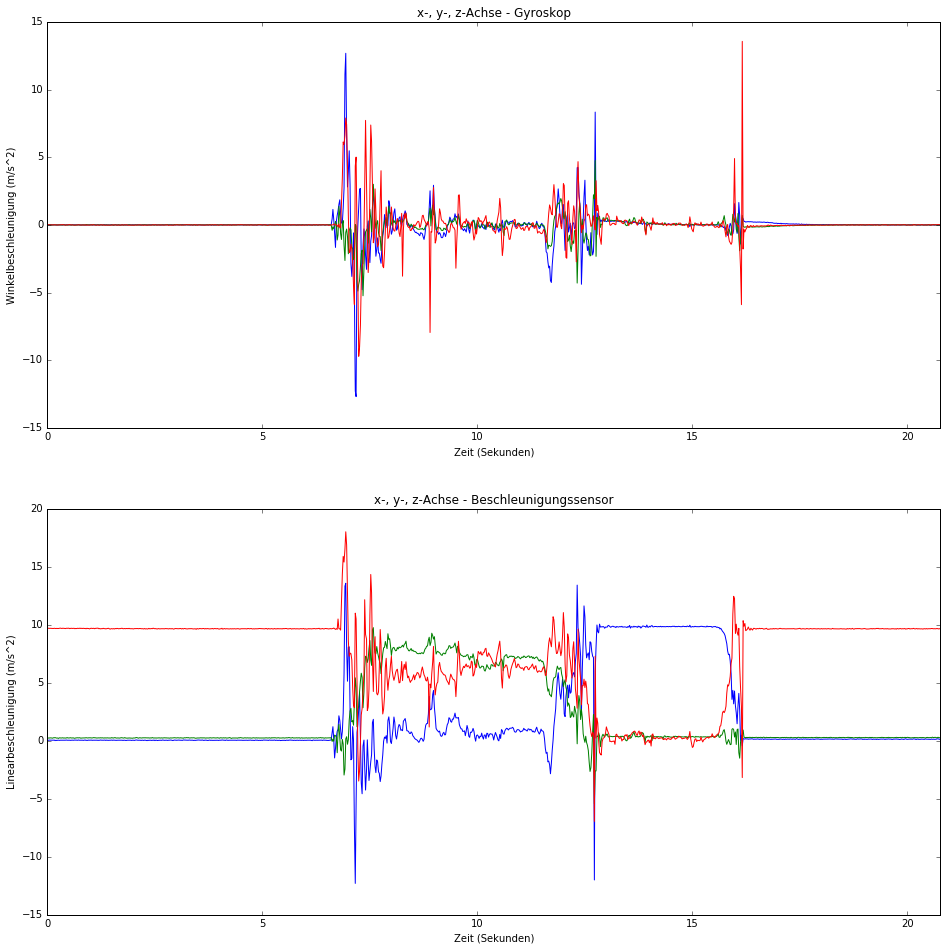 x-, y-, z-Achse - Gyroskop
Winkelbeschleunigung (m/s^2)
15
10
5
0
−5
−10
−15
0 5 10 15 20
Zeit (Sekunden)
x-, y-, z-Achse - Beschleunigungssensor
Linearbeschleunigung (m/s^2)
20
15
10
5
0
−5
−10
−15
0 5 10 15 20
Zeit (Sekunden)